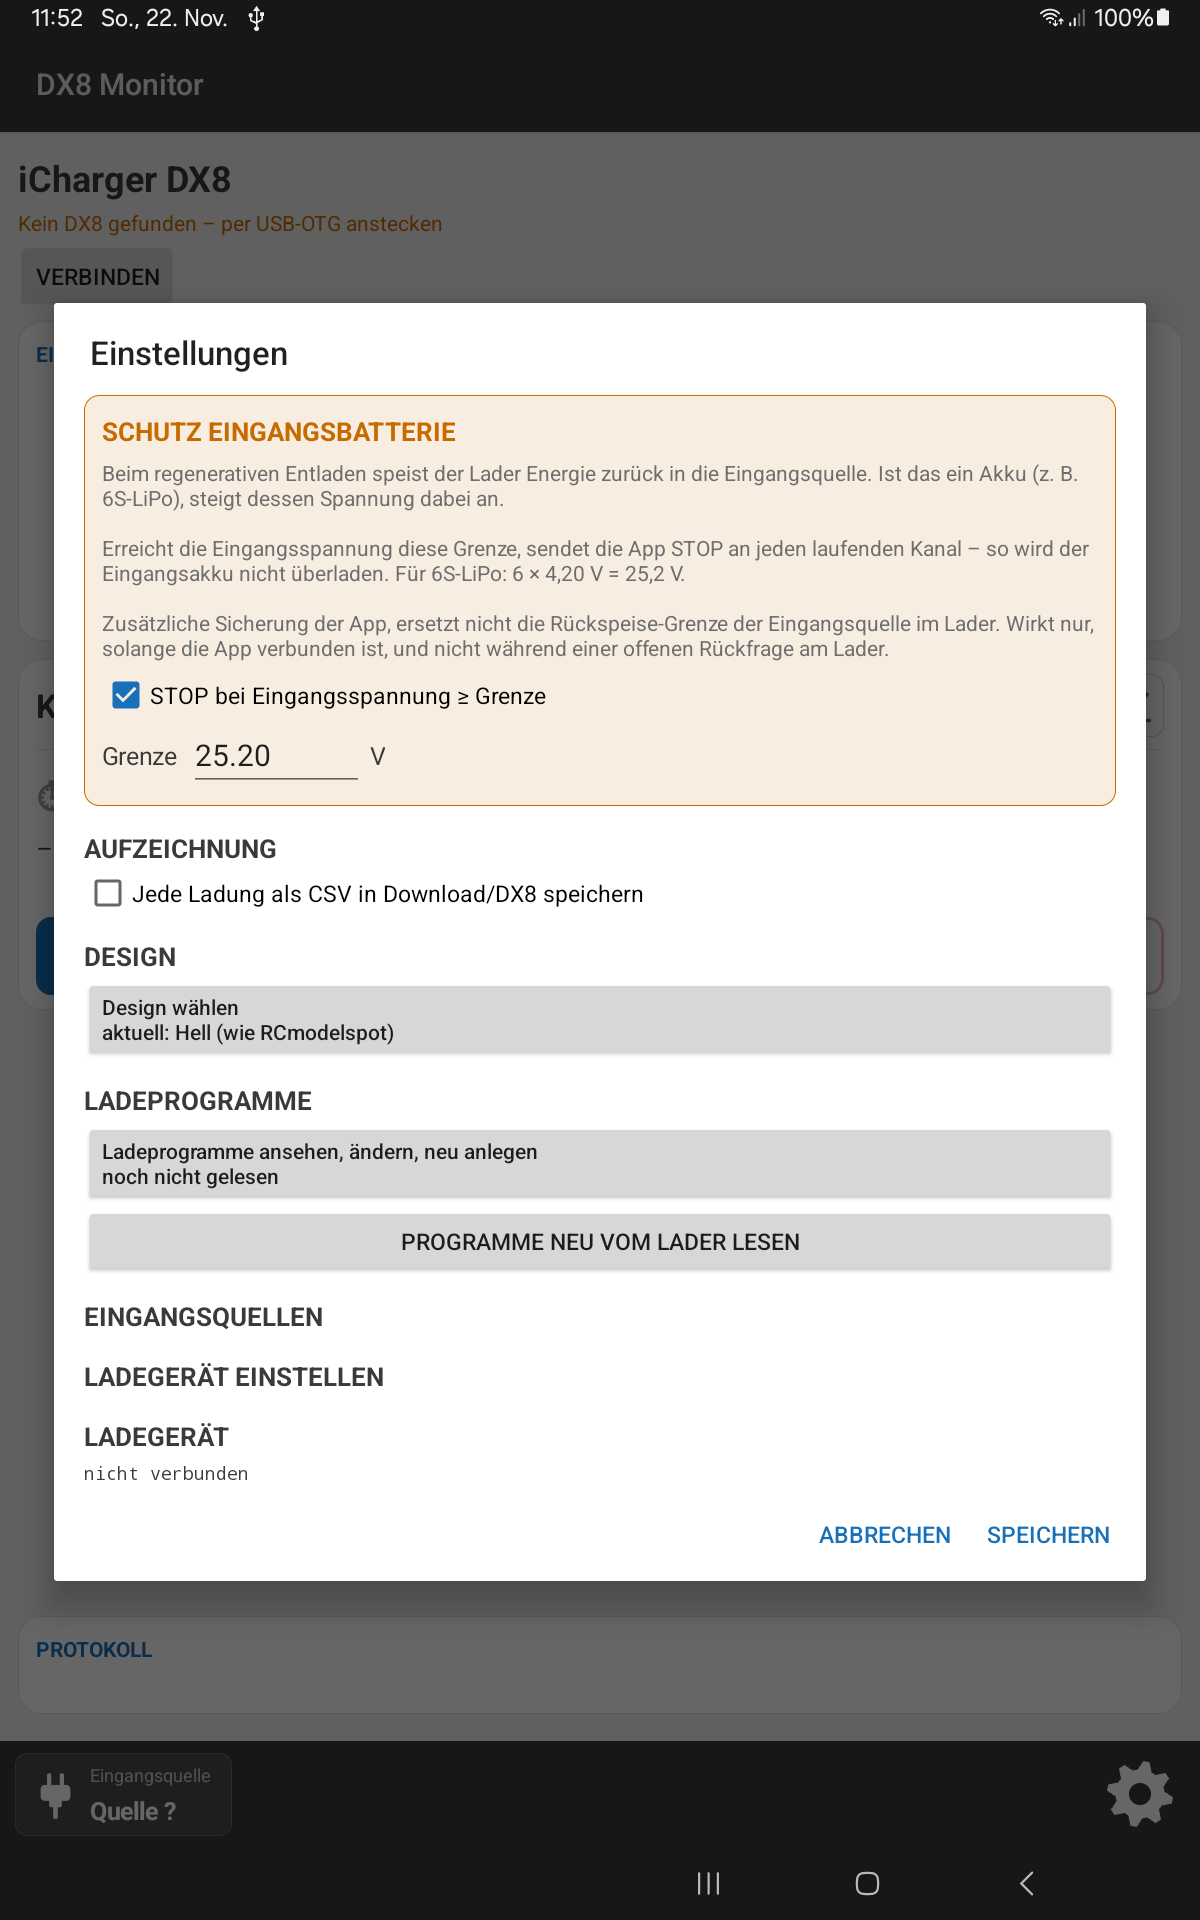 11:52 So., 22. Nov. 100%
DX8 Monitor
iCharger DX8
Kein DX8 gefunden – per USB-OTG anstecken
VERBINDEN
EI
Einstellungen
SCHUTZ EINGANGSBATTERIE
Beim regenerativen Entladen speist der Lader Energie zurück in die Eingangsquelle. Ist das ein Akku (z. B.
6S-LiPo), steigt dessen Spannung dabei an.
Erreicht die Eingangsspannung diese Grenze, sendet die App STOP an jeden laufenden Kanal – so wird der
Eingangsakku nicht überladen. Für 6S-LiPo: 6 × 4,20 V = 25,2 V.
Zusätzliche Sicherung der App, ersetzt nicht die Rückspeise-Grenze der Eingangsquelle im Lader. Wirkt nur,
solange die App verbunden ist, und nicht während einer offenen Rückfrage am Lader.
K
STOP bei Eingangsspannung ≥ Grenze
Grenze 25.20 V
–
AUFZEICHNUNG
Jede Ladung als CSV in Download/DX8 speichern
DESIGN
Design wählen
aktuell: Hell (wie RCmodelspot)
LADEPROGRAMME
Ladeprogramme ansehen, ändern, neu anlegen
noch nicht gelesen
PROGRAMME NEU VOM LADER LESEN
EINGANGSQUELLEN
LADEGERÄT EINSTELLEN
LADEGERÄT
nicht verbunden
ABBRECHEN SPEICHERN
PROTOKOLL
Eingangsquelle
Quelle ?